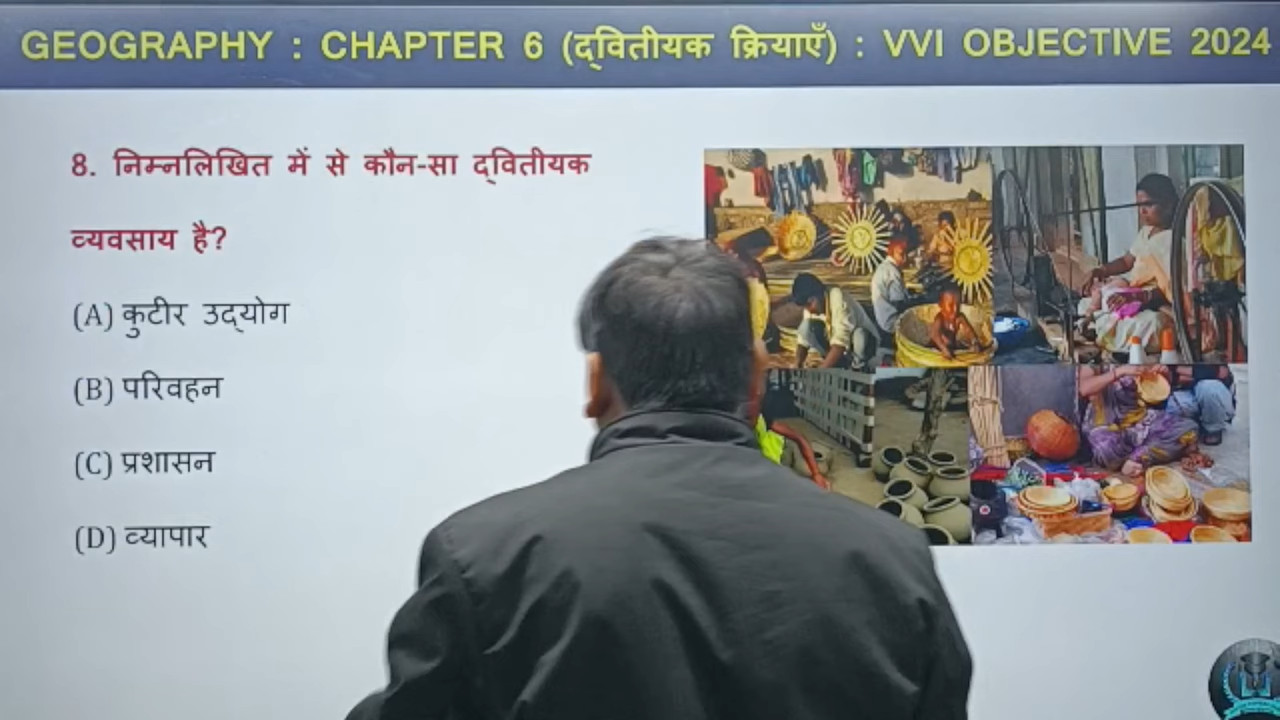 GEOGRAPHY : CHAPTER 6 (द्वितीयक क्रियाएँ) : VVI OBJECTIVE 2024
8. निम्नलिखित में से कौन-सा द्वितीयक
व्यवसाय है?
(A) कुटीर उद्योग
(B) परिवहन
(C) प्रशासन
(D) व्यापार